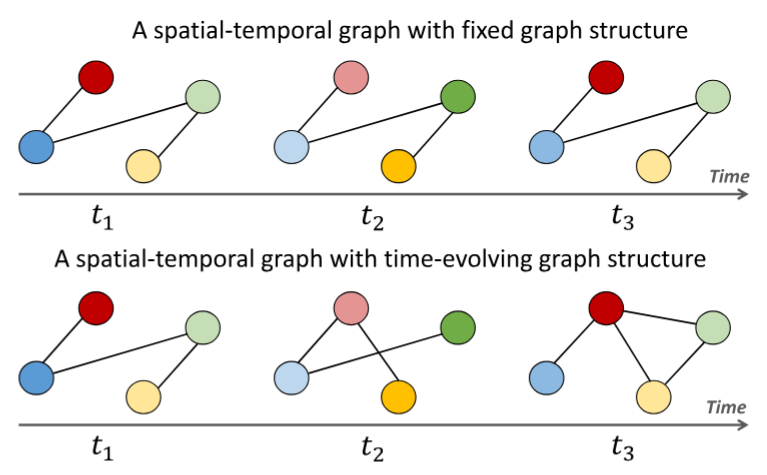 A spatial-temporal graph with fixed graph structure
Time
t₁ t₂ t₃
A spatial-temporal graph with time-evolving graph structure
Time
t₁ t₂ t₃